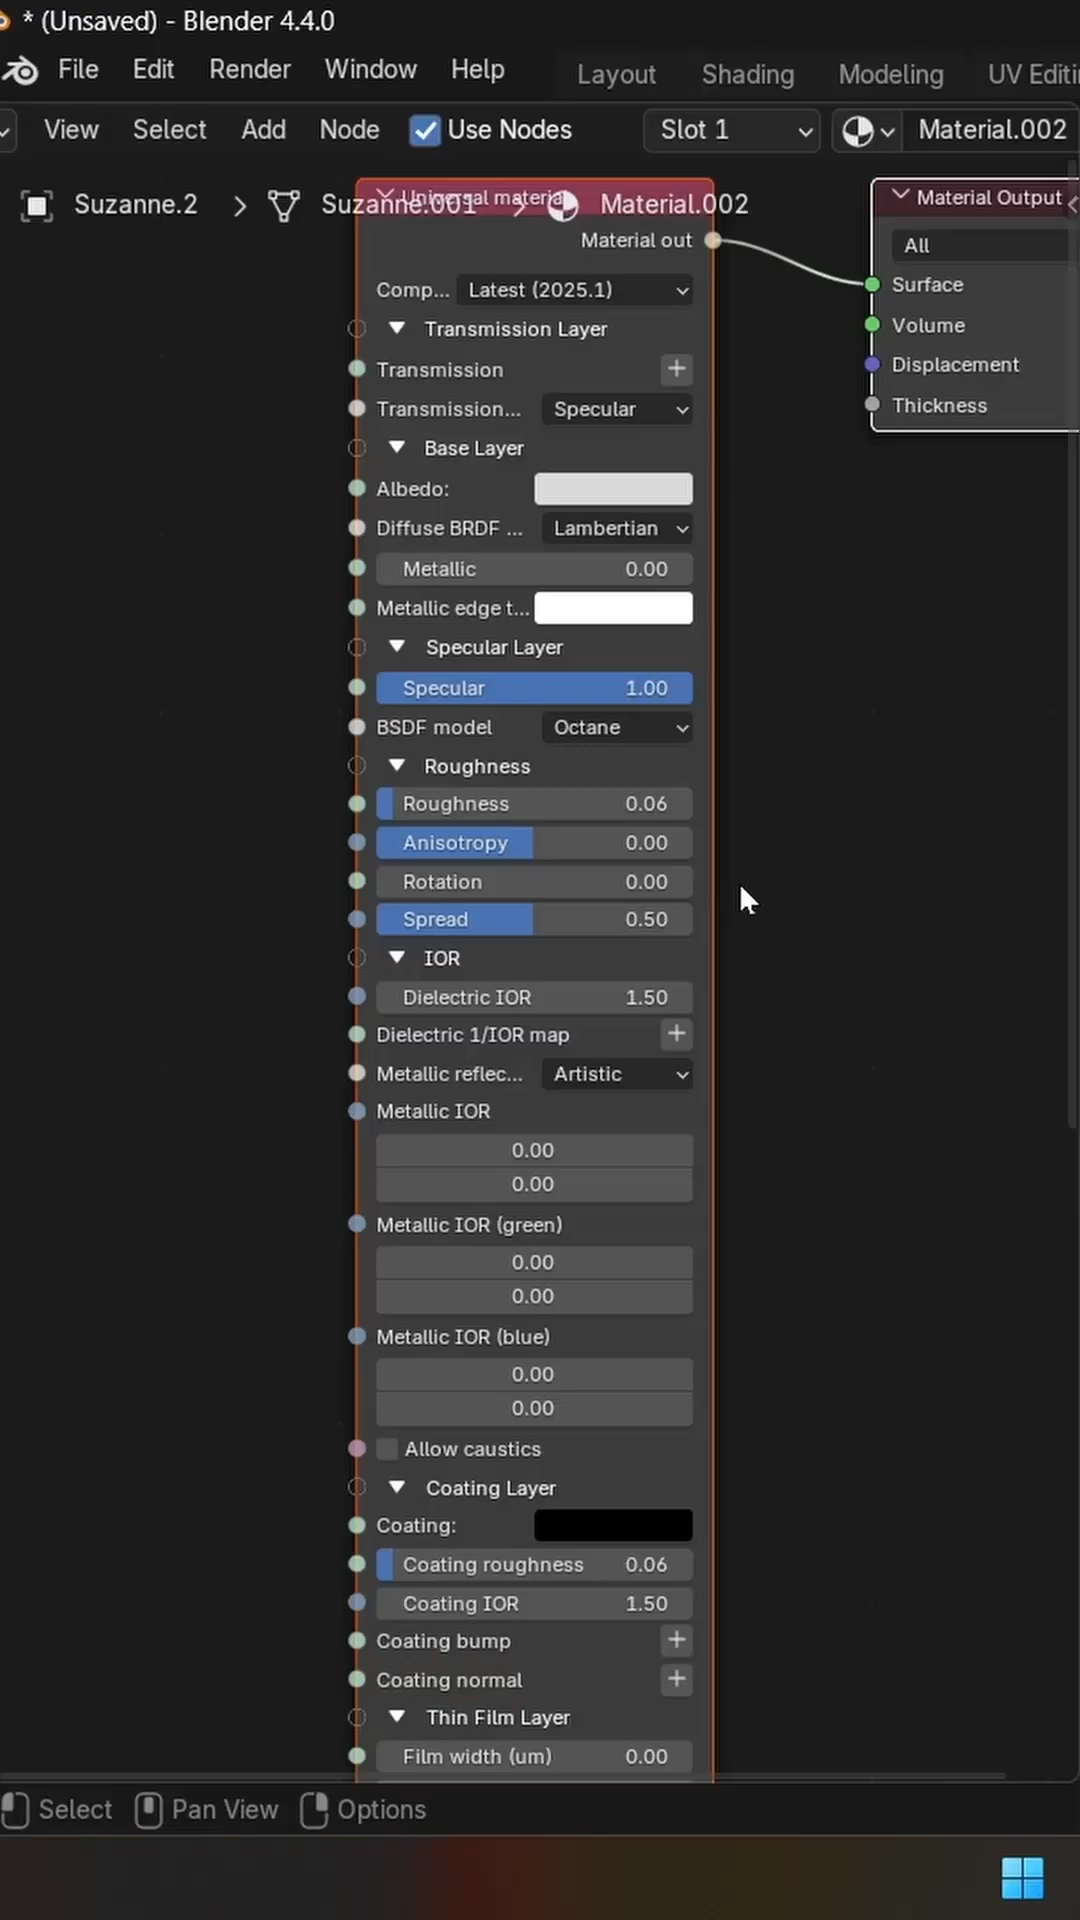 * (Unsaved) - Blender 4.4.0
File Edit Render Window Help Layout Shading Modeling UV Editi
View Select Add Node Use Nodes Slot 1 Material.002
Suzanne.2 > Suzanne.001 > Material.002
Universal material
Material Output
Material out
All
Surface
Volume
Displacement
Thickness
Comp... Latest (2025.1)
Transmission Layer
Transmission +
Transmission... Specular
Base Layer
Albedo:
Diffuse BRDF ... Lambertian
Metallic 0.00
Metallic edge t...
Specular Layer
Specular 1.00
BSDF model Octane
Roughness
Roughness 0.06
Anisotropy 0.00
Rotation 0.00
Spread 0.50
IOR
Dielectric IOR 1.50
Dielectric 1/IOR map +
Metallic reflec... Artistic
Metallic IOR
0.00
0.00
Metallic IOR (green)
0.00
0.00
Metallic IOR (blue)
0.00
0.00
Allow caustics
Coating Layer
Coating:
Coating roughness 0.06
Coating IOR 1.50
Coating bump +
Coating normal +
Thin Film Layer
Film width (um) 0.00
Select Pan View Options